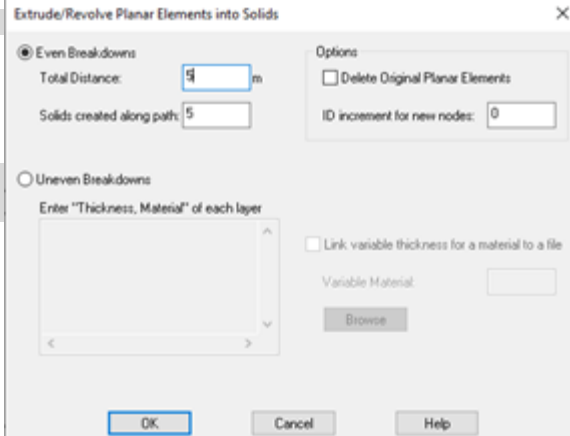 Extrude/Revolve Planar Elements into Solids
Even Breakdowns
Total Distance: 5 m
Solids created along path: 5
Options
Delete Original Planar Elements
ID increment for new nodes: 0
Uneven Breakdowns
Enter "Thickness, Material" of each layer
Link variable thickness for a material to a file
Variable Material:
Browse
OK Cancel Help